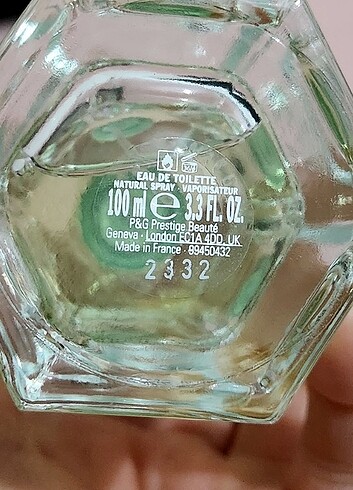 EAU DE TOILETTE
NATURAL SPRAY · VAPORISATEUR
100 ml e 3.3 FL. OZ.
P&G Prestige Beauté
Geneva · London EC1A 4DD, UK
Made in France · 99450432
2332